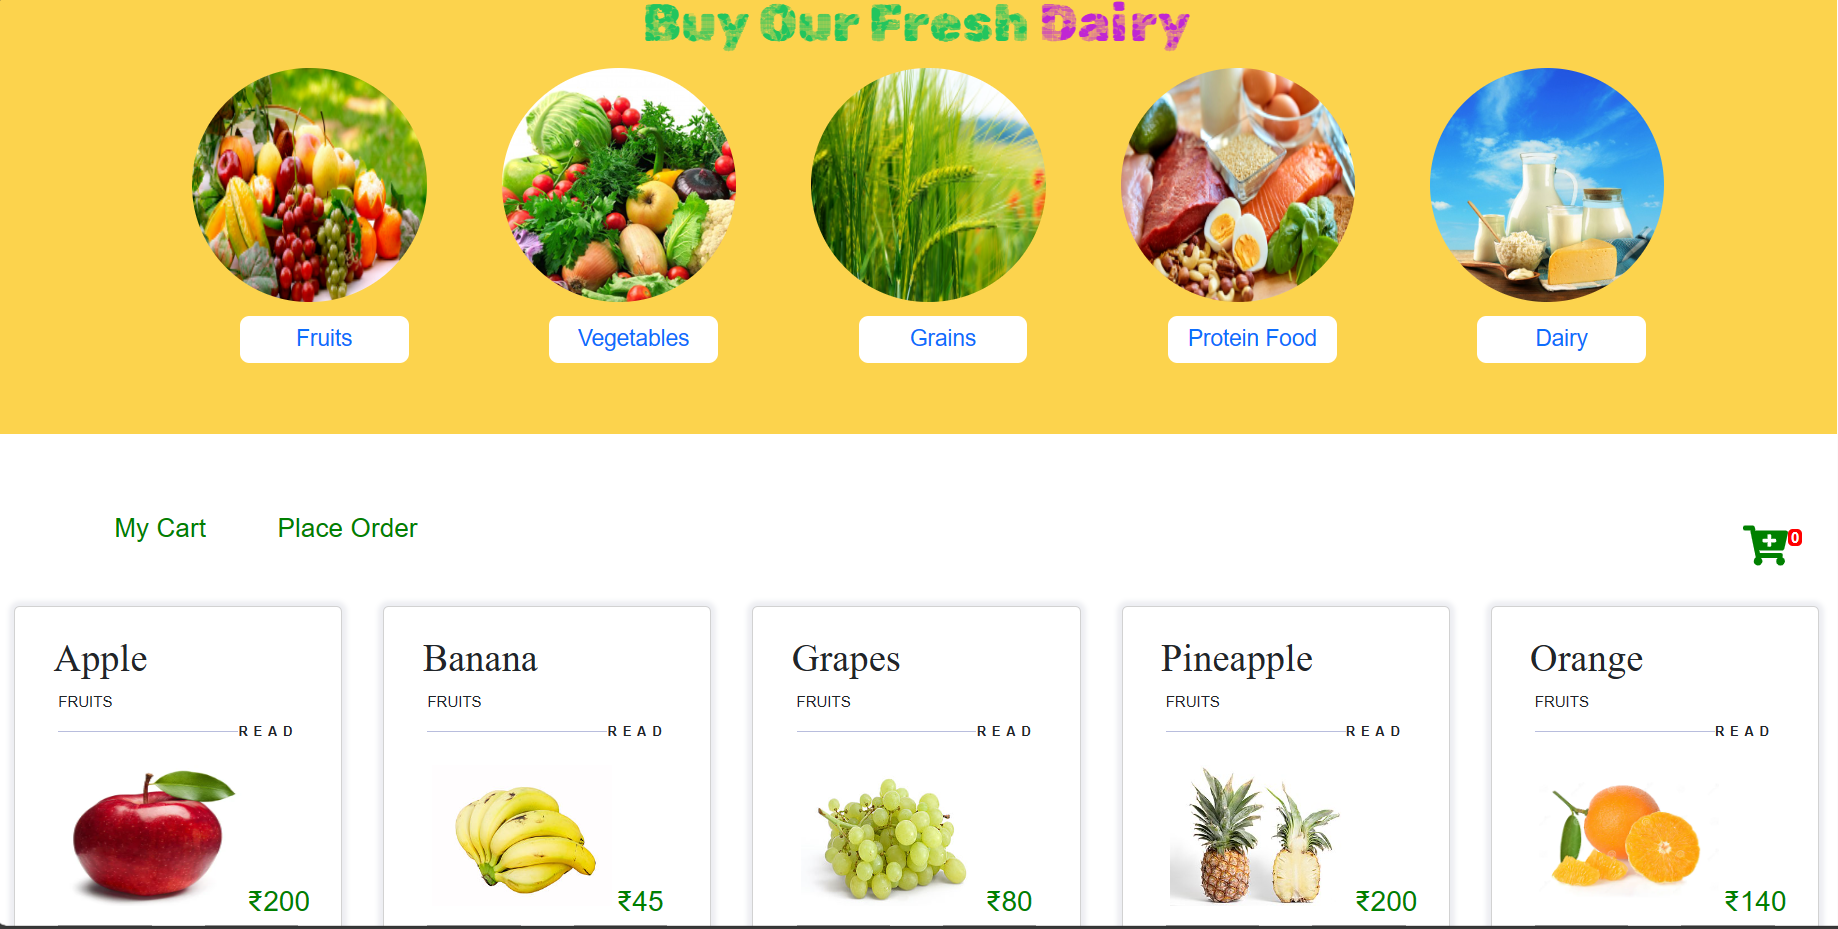 Buy Our Fresh Dairy
Fruits
Vegetables
Grains
Protein Food
Dairy
My Cart
Place Order
0
Apple
FRUITS
READ
₹200
Banana
FRUITS
READ
₹45
Grapes
FRUITS
READ
₹80
Pineapple
FRUITS
READ
₹200
Orange
FRUITS
READ
₹140